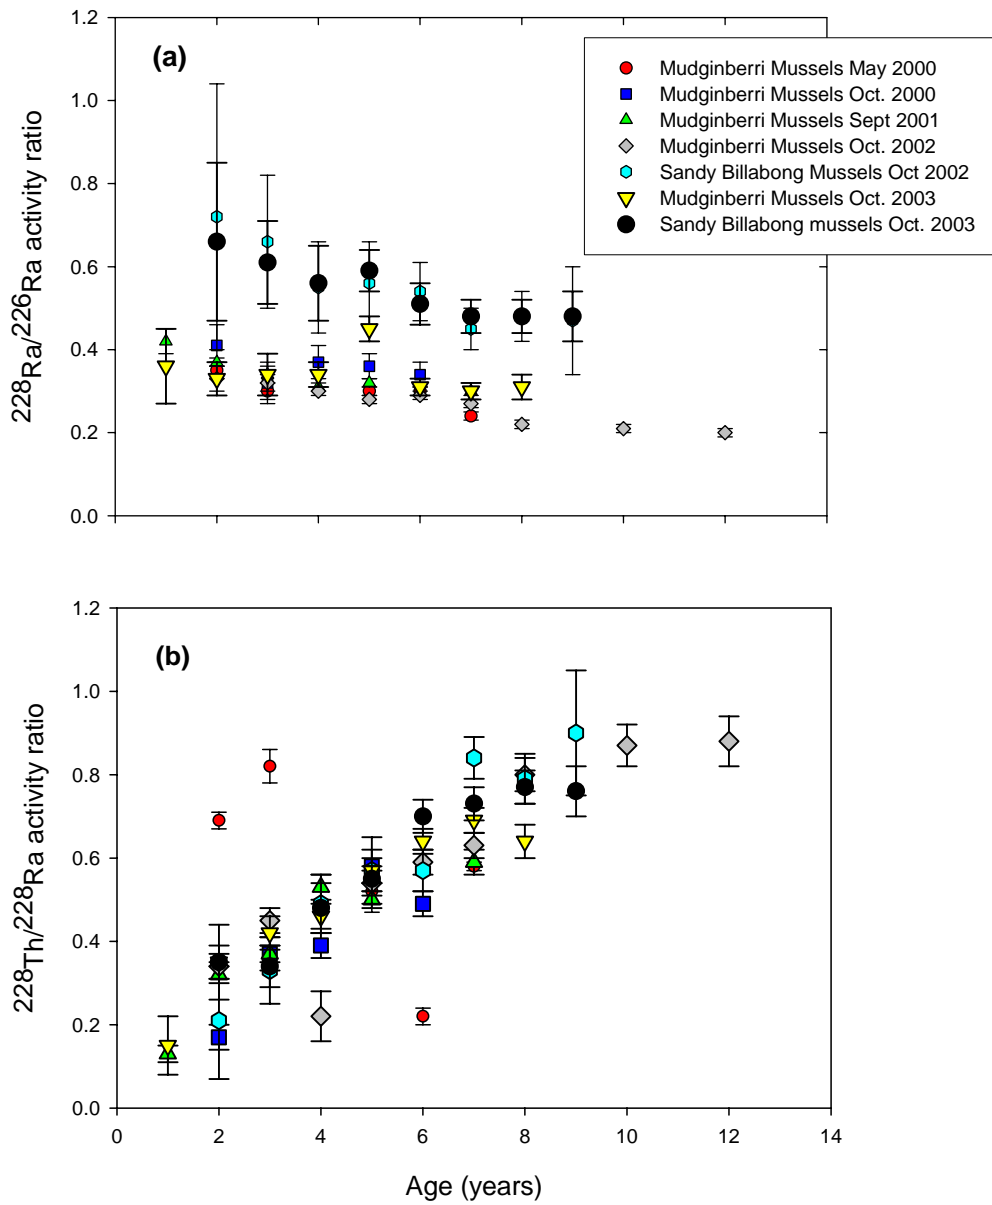 1.2
(a)
Mudginberri Mussels May 2000
Mudginberri Mussels Oct. 2000
Mudginberri Mussels Sept 2001
Mudginberri Mussels Oct. 2002
Sandy Billabong Mussels Oct 2002
Mudginberri Mussels Oct. 2003
Sandy Billabong mussels Oct. 2003
1.0
0.8
0.6
0.4
0.2
0.0
228Ra/226Ra activity ratio
1.2
(b)
1.0
0.8
0.6
0.4
0.2
0.0
228Th/228Ra activity ratio
0 2 4 6 8 10 12 14
Age (years)